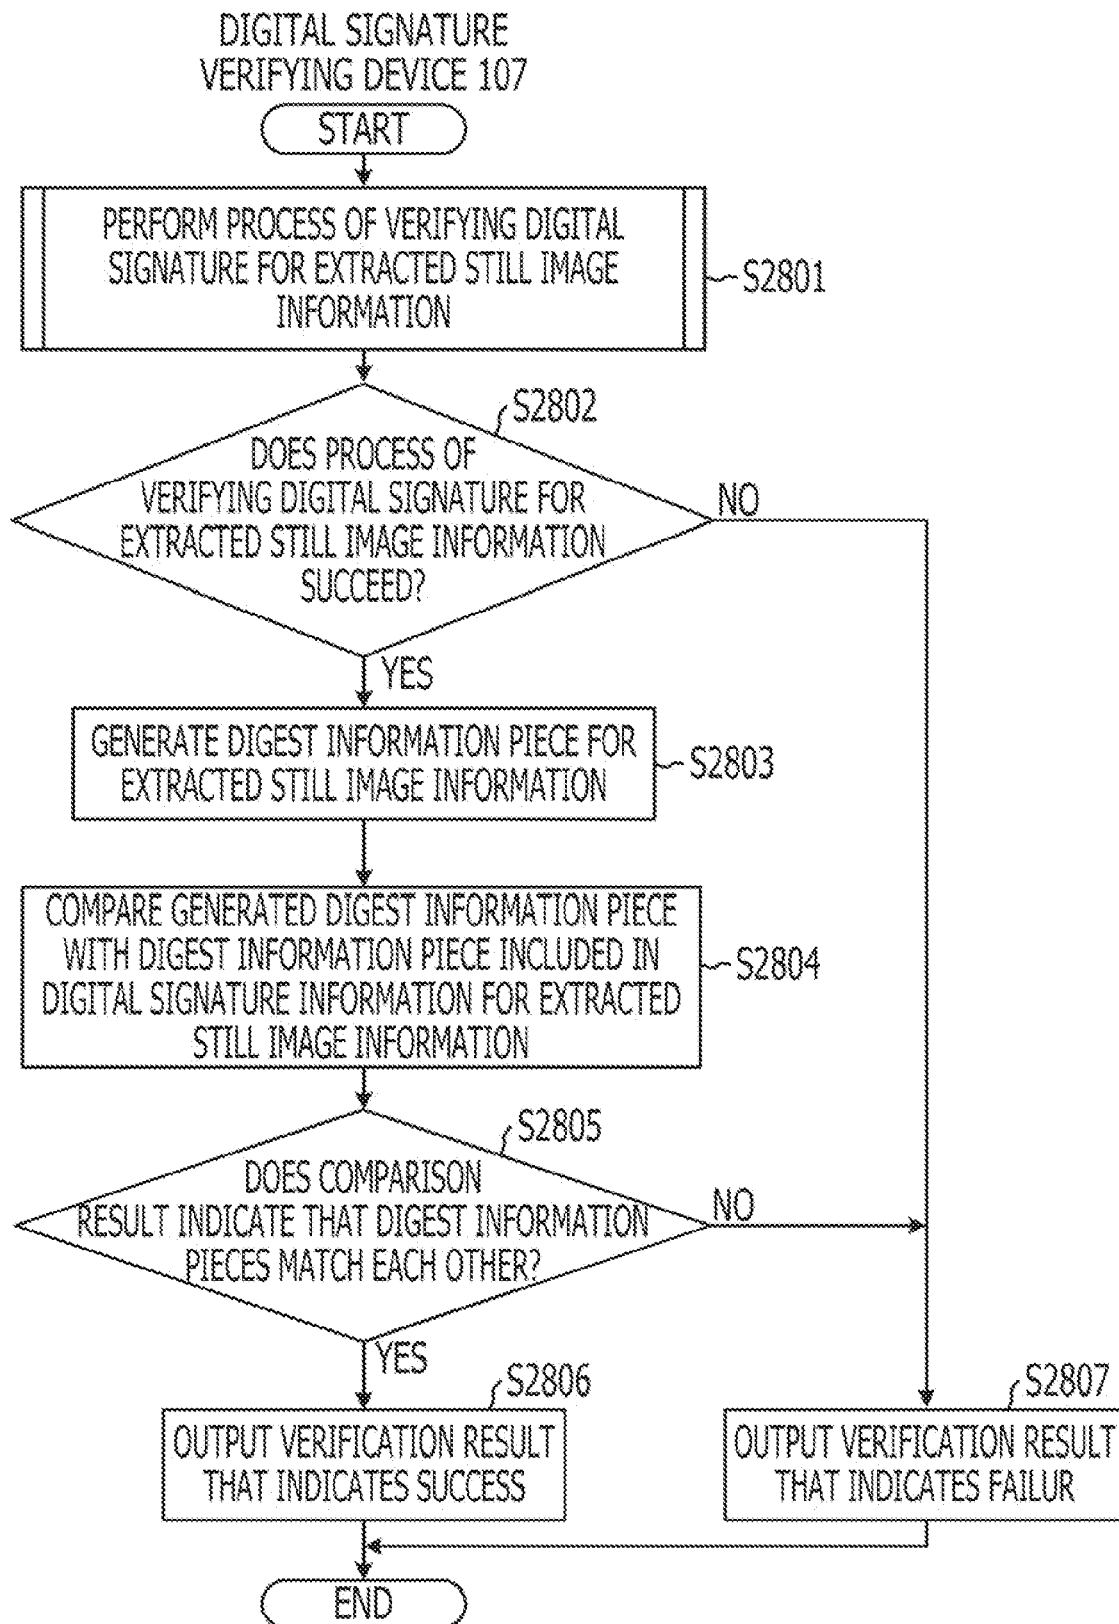 DIGITAL SIGNATURE
VERIFYING DEVICE 107
START
PERFORM PROCESS OF VERIFYING DIGITAL
SIGNATURE FOR EXTRACTED STILL IMAGE
INFORMATION
S2801
S2802
DOES PROCESS OF
VERIFYING DIGITAL SIGNATURE FOR
EXTRACTED STILL IMAGE INFORMATION
SUCCEED?
NO
YES
GENERATE DIGEST INFORMATION PIECE FOR
EXTRACTED STILL IMAGE INFORMATION
S2803
COMPARE GENERATED DIGEST INFORMATION PIECE
WITH DIGEST INFORMATION PIECE INCLUDED IN
DIGITAL SIGNATURE INFORMATION FOR EXTRACTED
STILL IMAGE INFORMATION
S2804
S2805
DOES COMPARISON
RESULT INDICATE THAT DIGEST INFORMATION
PIECES MATCH EACH OTHER?
NO
YES
S2806
OUTPUT VERIFICATION RESULT
THAT INDICATES SUCCESS
S2807
OUTPUT VERIFICATION RESULT
THAT INDICATES FAILUR
END